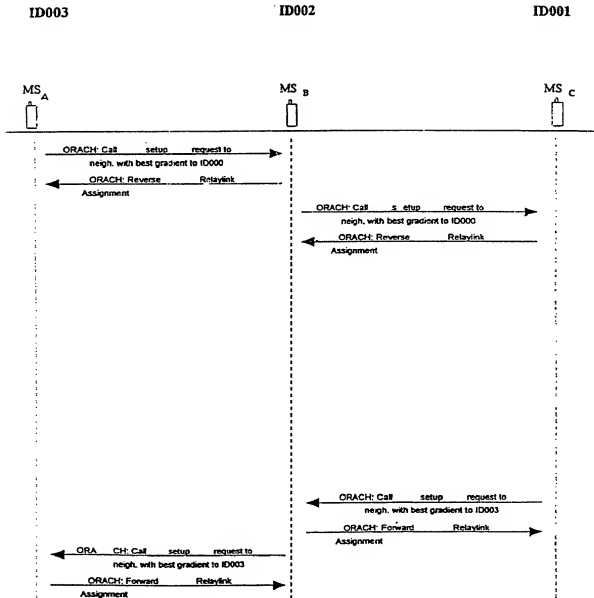 ID003 ID002 ID001
MS A MS B MS C
ORACH: Call setup request to
neigh. with best gradient to ID000
ORACH: Reverse Relaylink
Assignment
ORACH: Call s etup request to
neigh. with best gradient to ID000
ORACH: Reverse Relaylink
Assignment
ORACH: Call setup request to
neigh. with best gradient to ID003
ORACH: Forward Relaylink
Assignment
ORA CH: Call setup request to
neigh. with best gradient to ID003
ORACH: Forward Relaylink
Assignment